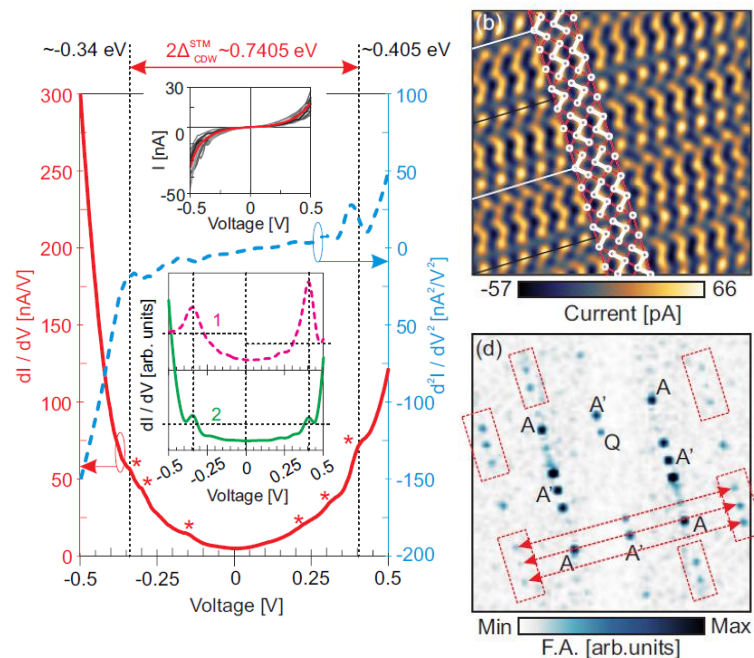 ~-0.34 eV
2Δ^STM_CDW ~0.7405 eV
~0.405 eV
300
250
200
150
100
50
0
dI / dV [nA/V]
100
50
0
-50
-100
-150
-200
d²I / dV² [nA²/V²]
-0.5
-0.25
0
0.25
0.5
Voltage [V]
30
0
-50
I [nA]
-0.5
0.5
Voltage [V]
1
2
dI / dV [arb. units]
-0.5
-0.25
0
0.25
0.5
Voltage [V]
* * * * * *
(b)
-57
66
Current [pA]
(d)
A
A'
A
Q
A'
A'
A
A'
A
Min
Max
F.A. [arb.units]